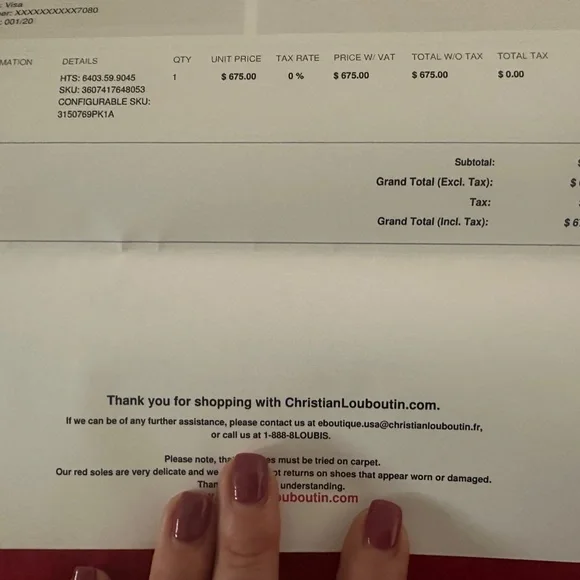 : Visa
er: XXXXXXXXXX7080
: 001/20
MATION DETAILS QTY UNIT PRICE TAX RATE PRICE W/ VAT TOTAL W/O TAX TOTAL TAX
HTS: 6403.59.9045 1 $ 675.00 0 % $ 675.00 $ 675.00 $ 0.00
SKU: 3607417648053
CONFIGURABLE SKU:
3150769PK1A
Subtotal:
Grand Total (Excl. Tax): $
Tax:
Grand Total (Incl. Tax): $ 6
Thank you for shopping with ChristianLouboutin.com.
If we can be of any further assistance, please contact us at eboutique.usa@christianlouboutin.fr,
or call us at 1-888-8LOUBIS.
Please note, es must be tried on carpet.
Our red soles are very delicate and we ot returns on shoes that appear worn or damaged.
Than understanding.
uboutin.com